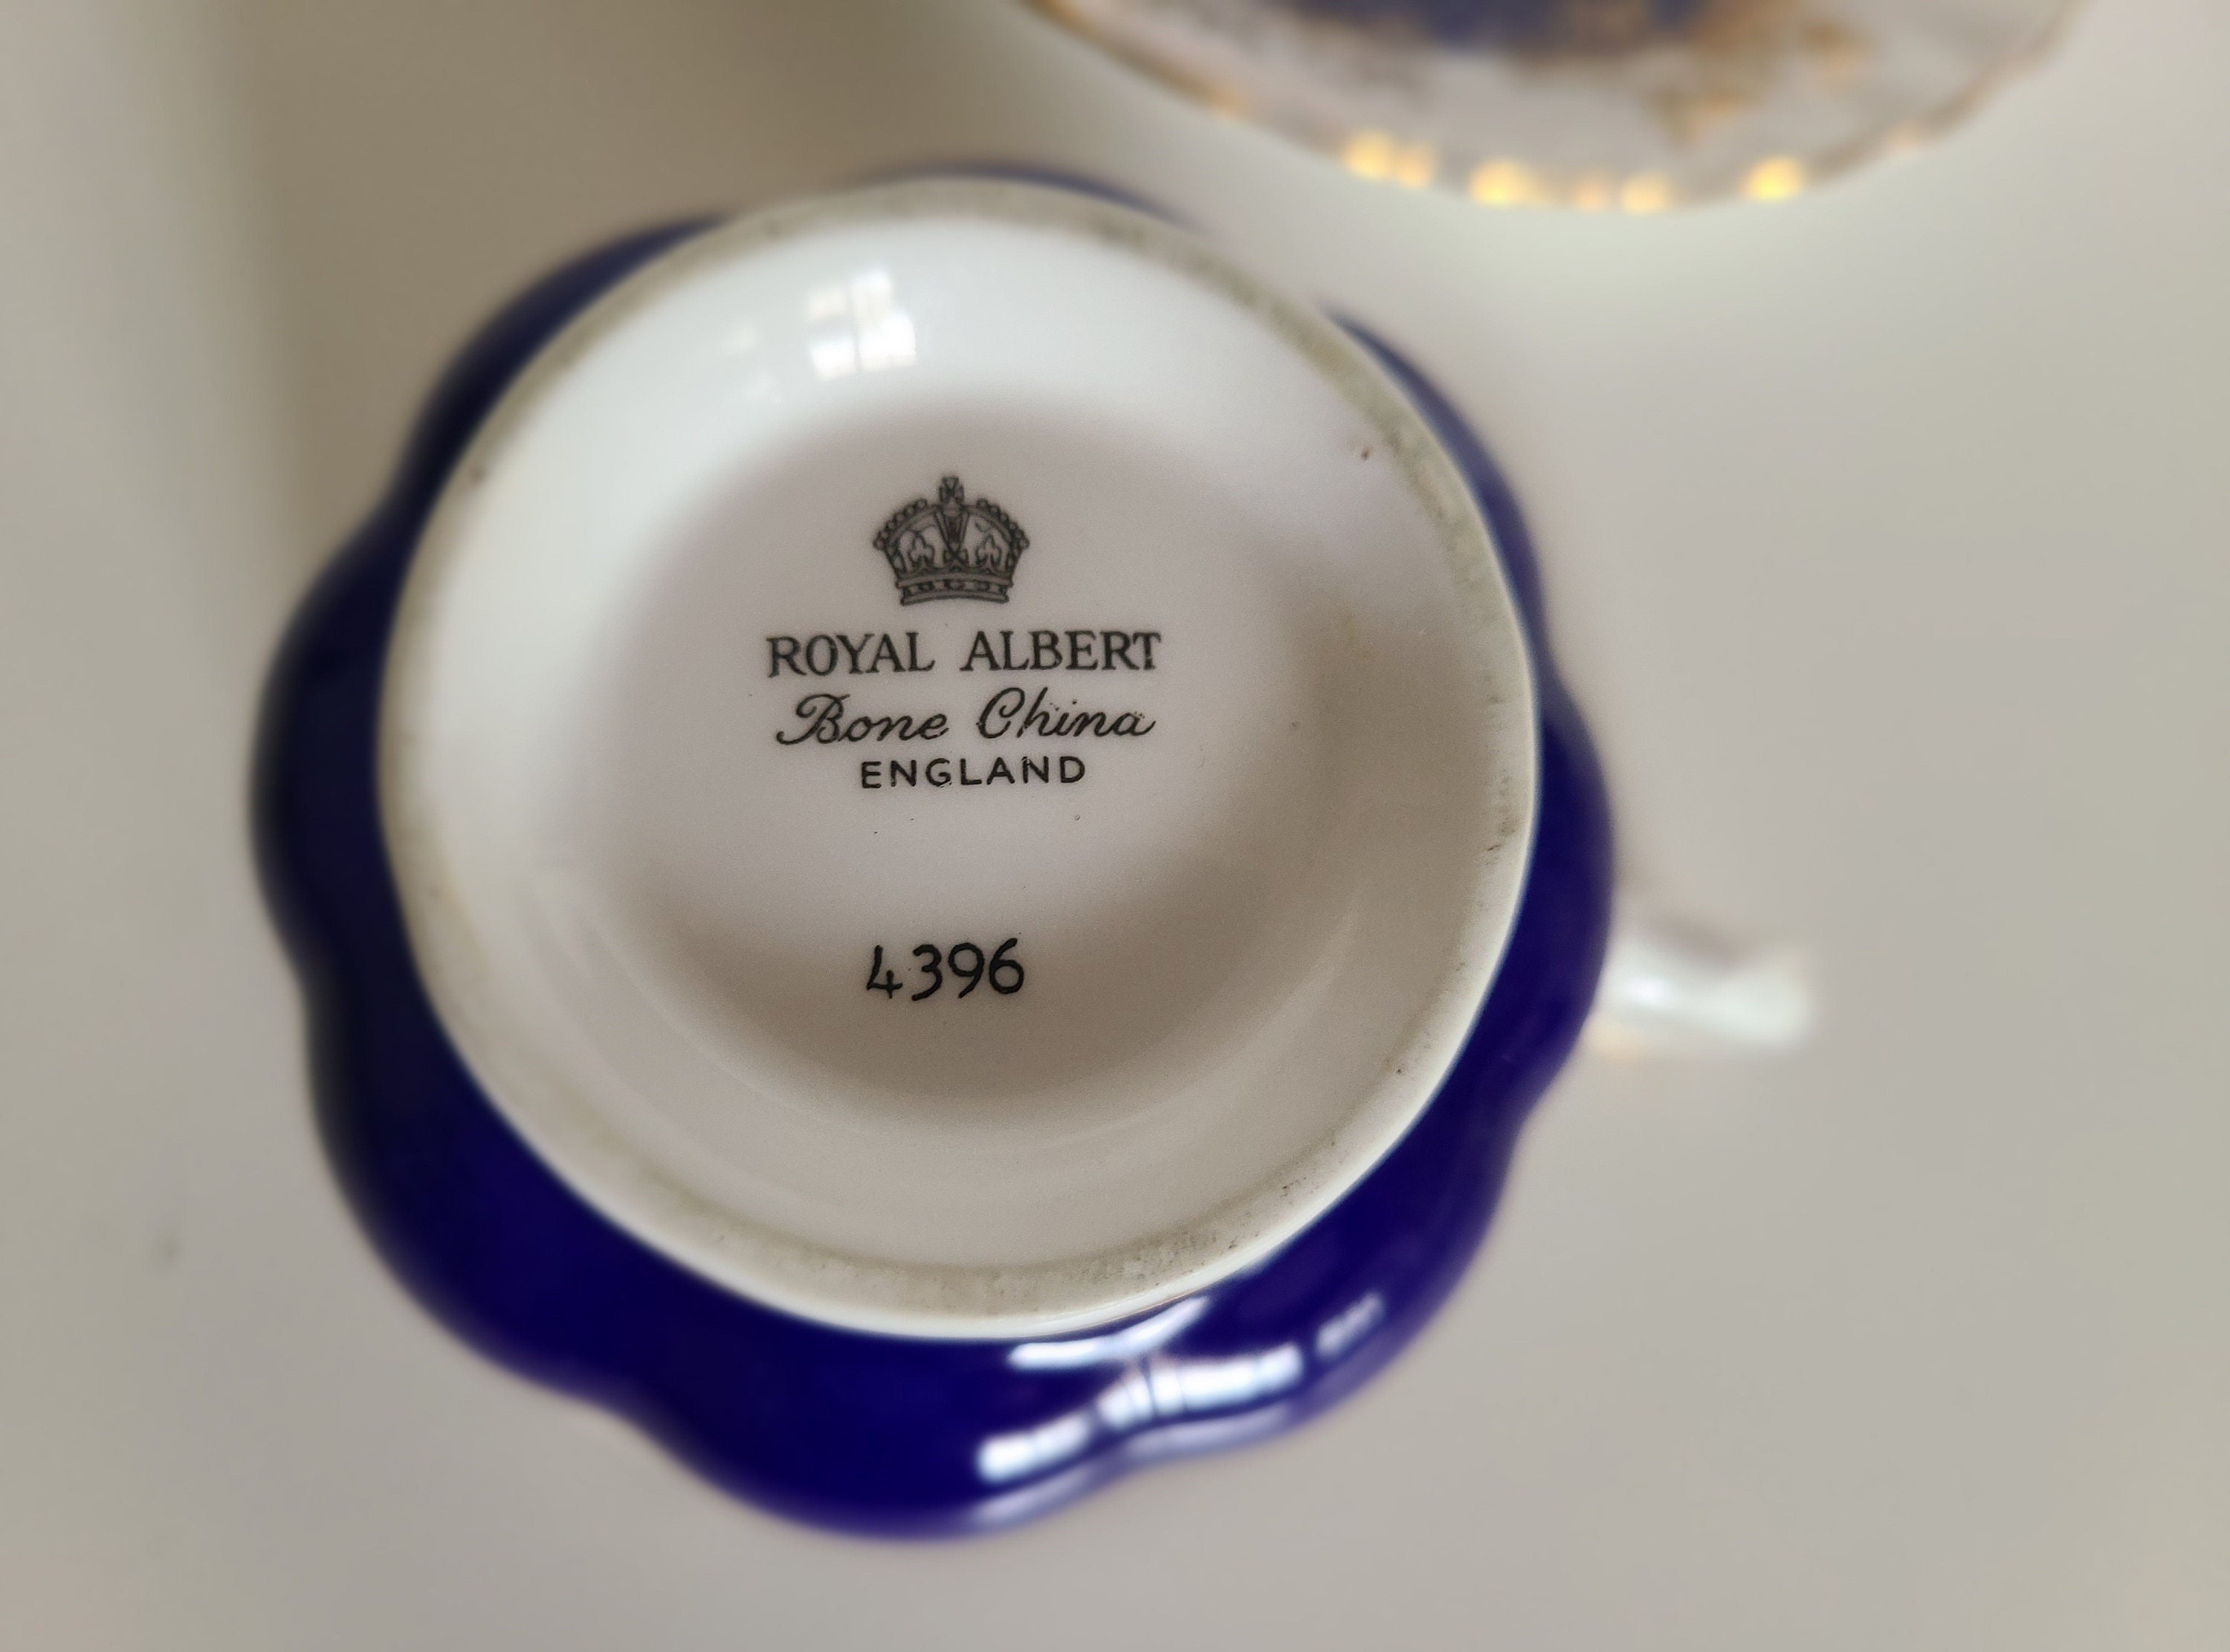 ROYAL ALBERT
Bone China
ENGLAND
4396